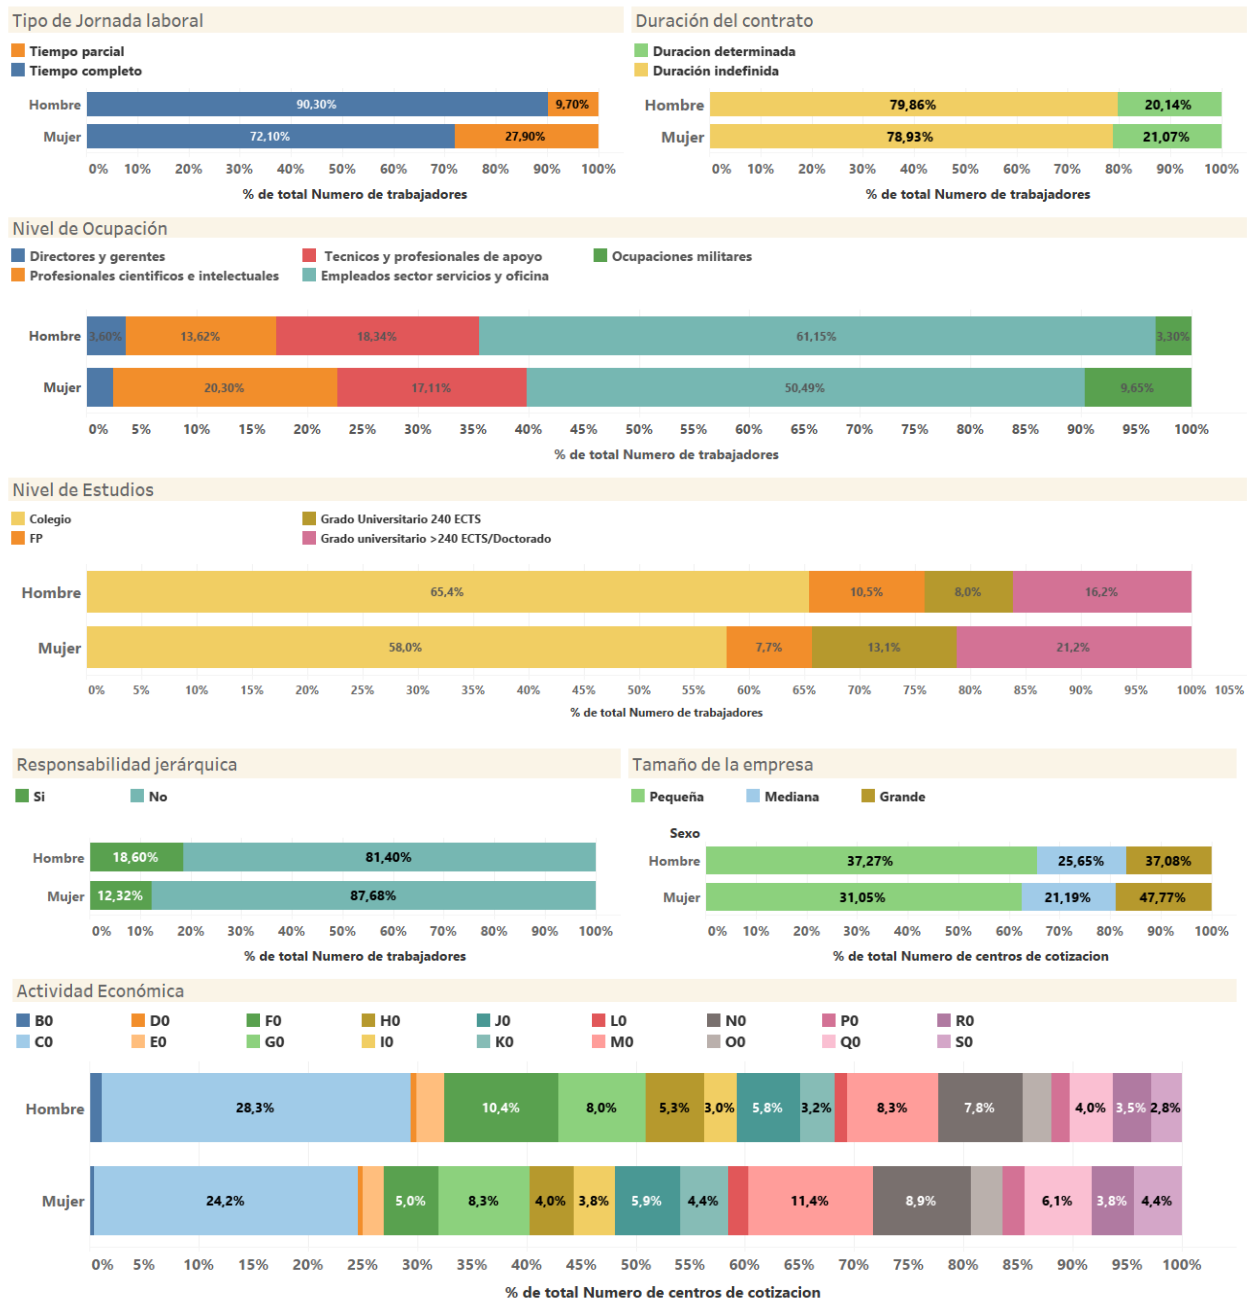 Tipo de Jornada laboral
Tiempo parcial
Tiempo completo
Hombre 90,30% 9,70%
Mujer 72,10% 27,90%
0% 10% 20% 30% 40% 50% 60% 70% 80% 90% 100%
% de total Numero de trabajadores
Duración del contrato
Duracion determinada
Duración indefinida
Hombre 79,86% 20,14%
Mujer 78,93% 21,07%
0% 10% 20% 30% 40% 50% 60% 70% 80% 90% 100%
% de total Numero de trabajadores
Nivel de Ocupación
Directores y gerentes Tecnicos y profesionales de apoyo Ocupaciones militares
Profesionales cientificos e intelectuales Empleados sector servicios y oficina
Hombre 3,60% 13,62% 18,34% 61,15% 3,30%
Mujer 20,30% 17,11% 50,49% 9,65%
0% 5% 10% 15% 20% 25% 30% 35% 40% 45% 50% 55% 60% 65% 70% 75% 80% 85% 90% 95% 100%
% de total Numero de trabajadores
Nivel de Estudios
Colegio Grado Universitario 240 ECTS
FP Grado universitario >240 ECTS/Doctorado
Hombre 65,4% 10,5% 8,0% 16,2%
Mujer 58,0% 7,7% 13,1% 21,2%
0% 5% 10% 15% 20% 25% 30% 35% 40% 45% 50% 55% 60% 65% 70% 75% 80% 85% 90% 95% 100% 105%
% de total Numero de trabajadores
Responsabilidad jerárquica
Si No
Hombre 18,60% 81,40%
Mujer 12,32% 87,68%
0% 10% 20% 30% 40% 50% 60% 70% 80% 90% 100%
% de total Numero de trabajadores
Tamaño de la empresa
Pequeña Mediana Grande
Sexo
Hombre 37,27% 25,65% 37,08%
Mujer 31,05% 21,19% 47,77%
0% 10% 20% 30% 40% 50% 60% 70% 80% 90% 100%
% de total Numero de centros de cotizacion
Actividad Económica
B0 D0 F0 H0 J0 L0 N0 P0 R0
C0 E0 G0 I0 K0 M0 O0 Q0 S0
Hombre 28,3% 10,4% 8,0% 5,3% 3,0% 5,8% 3,2% 8,3% 7,8% 4,0% 3,5% 2,8%
Mujer 24,2% 5,0% 8,3% 4,0% 3,8% 5,9% 4,4% 11,4% 8,9% 6,1% 3,8% 4,4%
0% 5% 10% 15% 20% 25% 30% 35% 40% 45% 50% 55% 60% 65% 70% 75% 80% 85% 90% 95% 100%
% de total Numero de centros de cotizacion